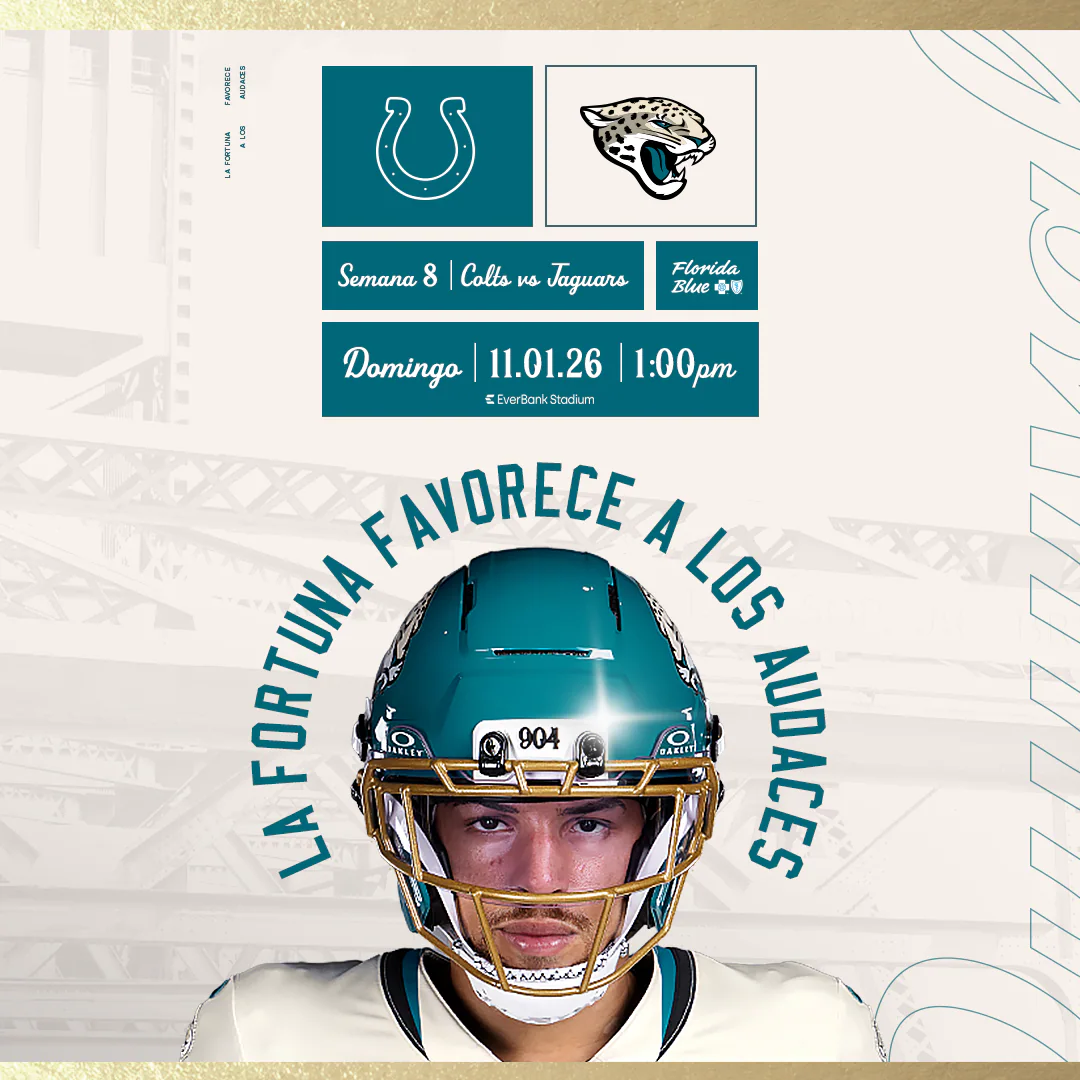 LA FORTUNA FAVORECE
A LOS AUDACES
Semana 8 | Colts vs Jaguars
Florida
Blue
Domingo | 11.01.26 | 1:00pm
EverBank Stadium
LA FORTUNA FAVORECE A LOS AUDACES
904
OAKLEY
OAKLEY